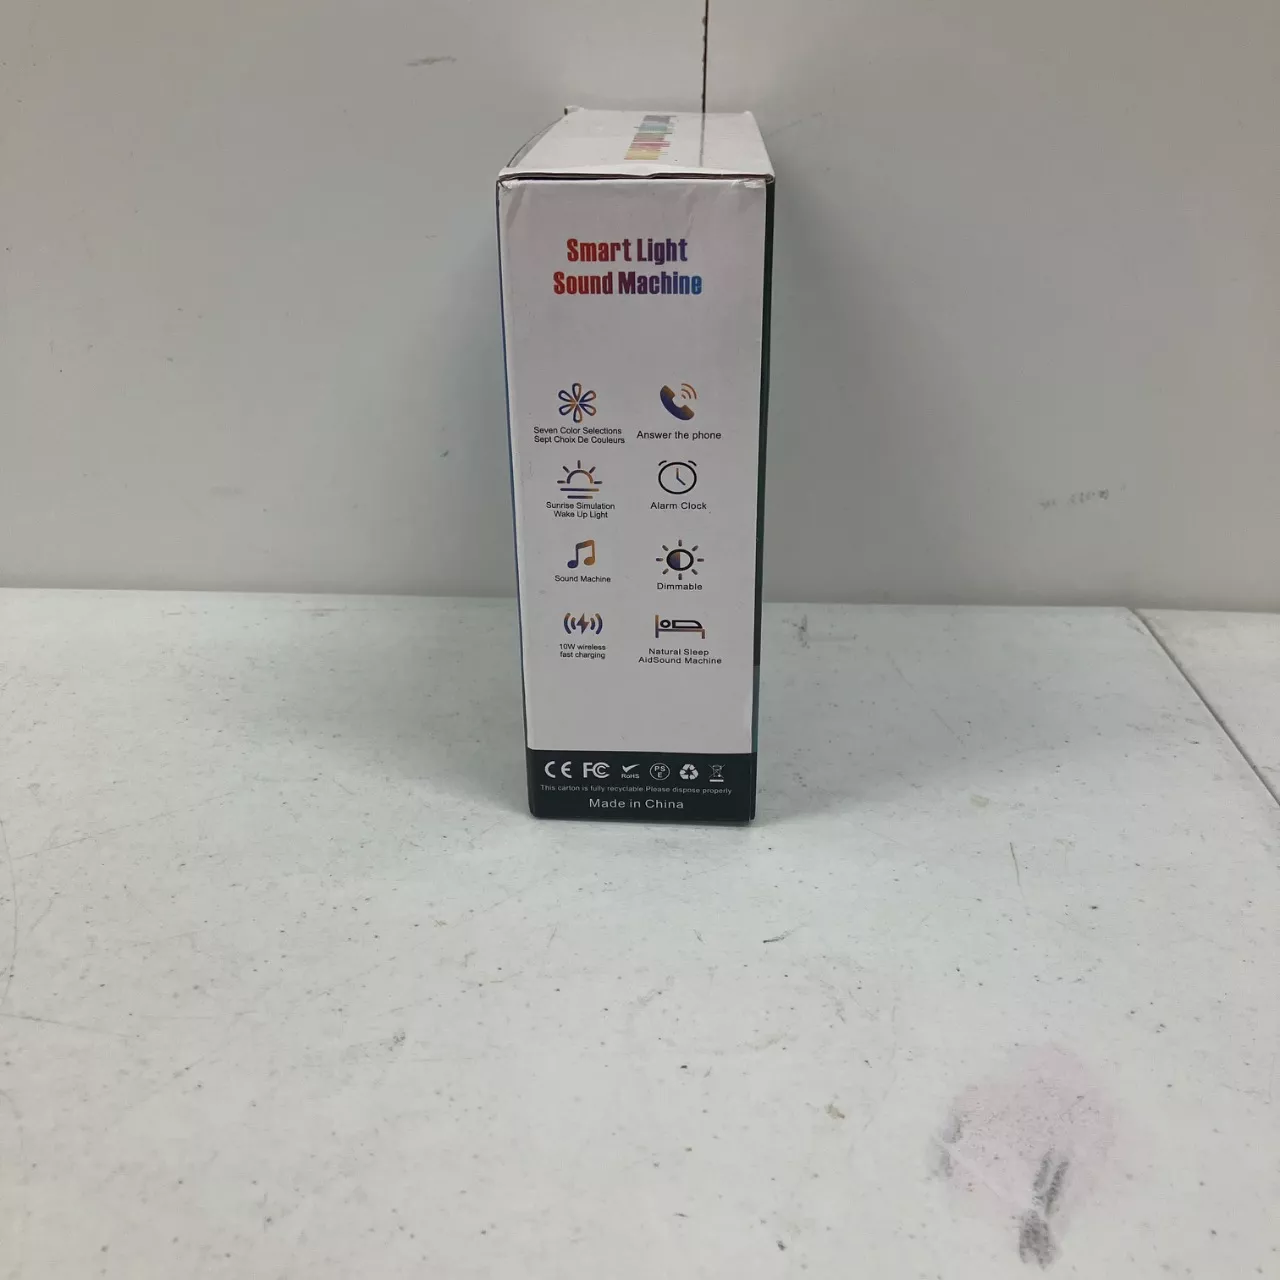 Smart Light
Sound Machine
Seven Color Selections
Sept Choix De Couleurs
Answer the phone
Sunrise Simulation
Wake Up Light
Alarm Clock
Sound Machine
Dimmable
10W wireless
fast charging
Natural Sleep
AidSound Machine
CE FC RoHS PS E
This carton is fully recyclable.Please dispose properly
Made in China